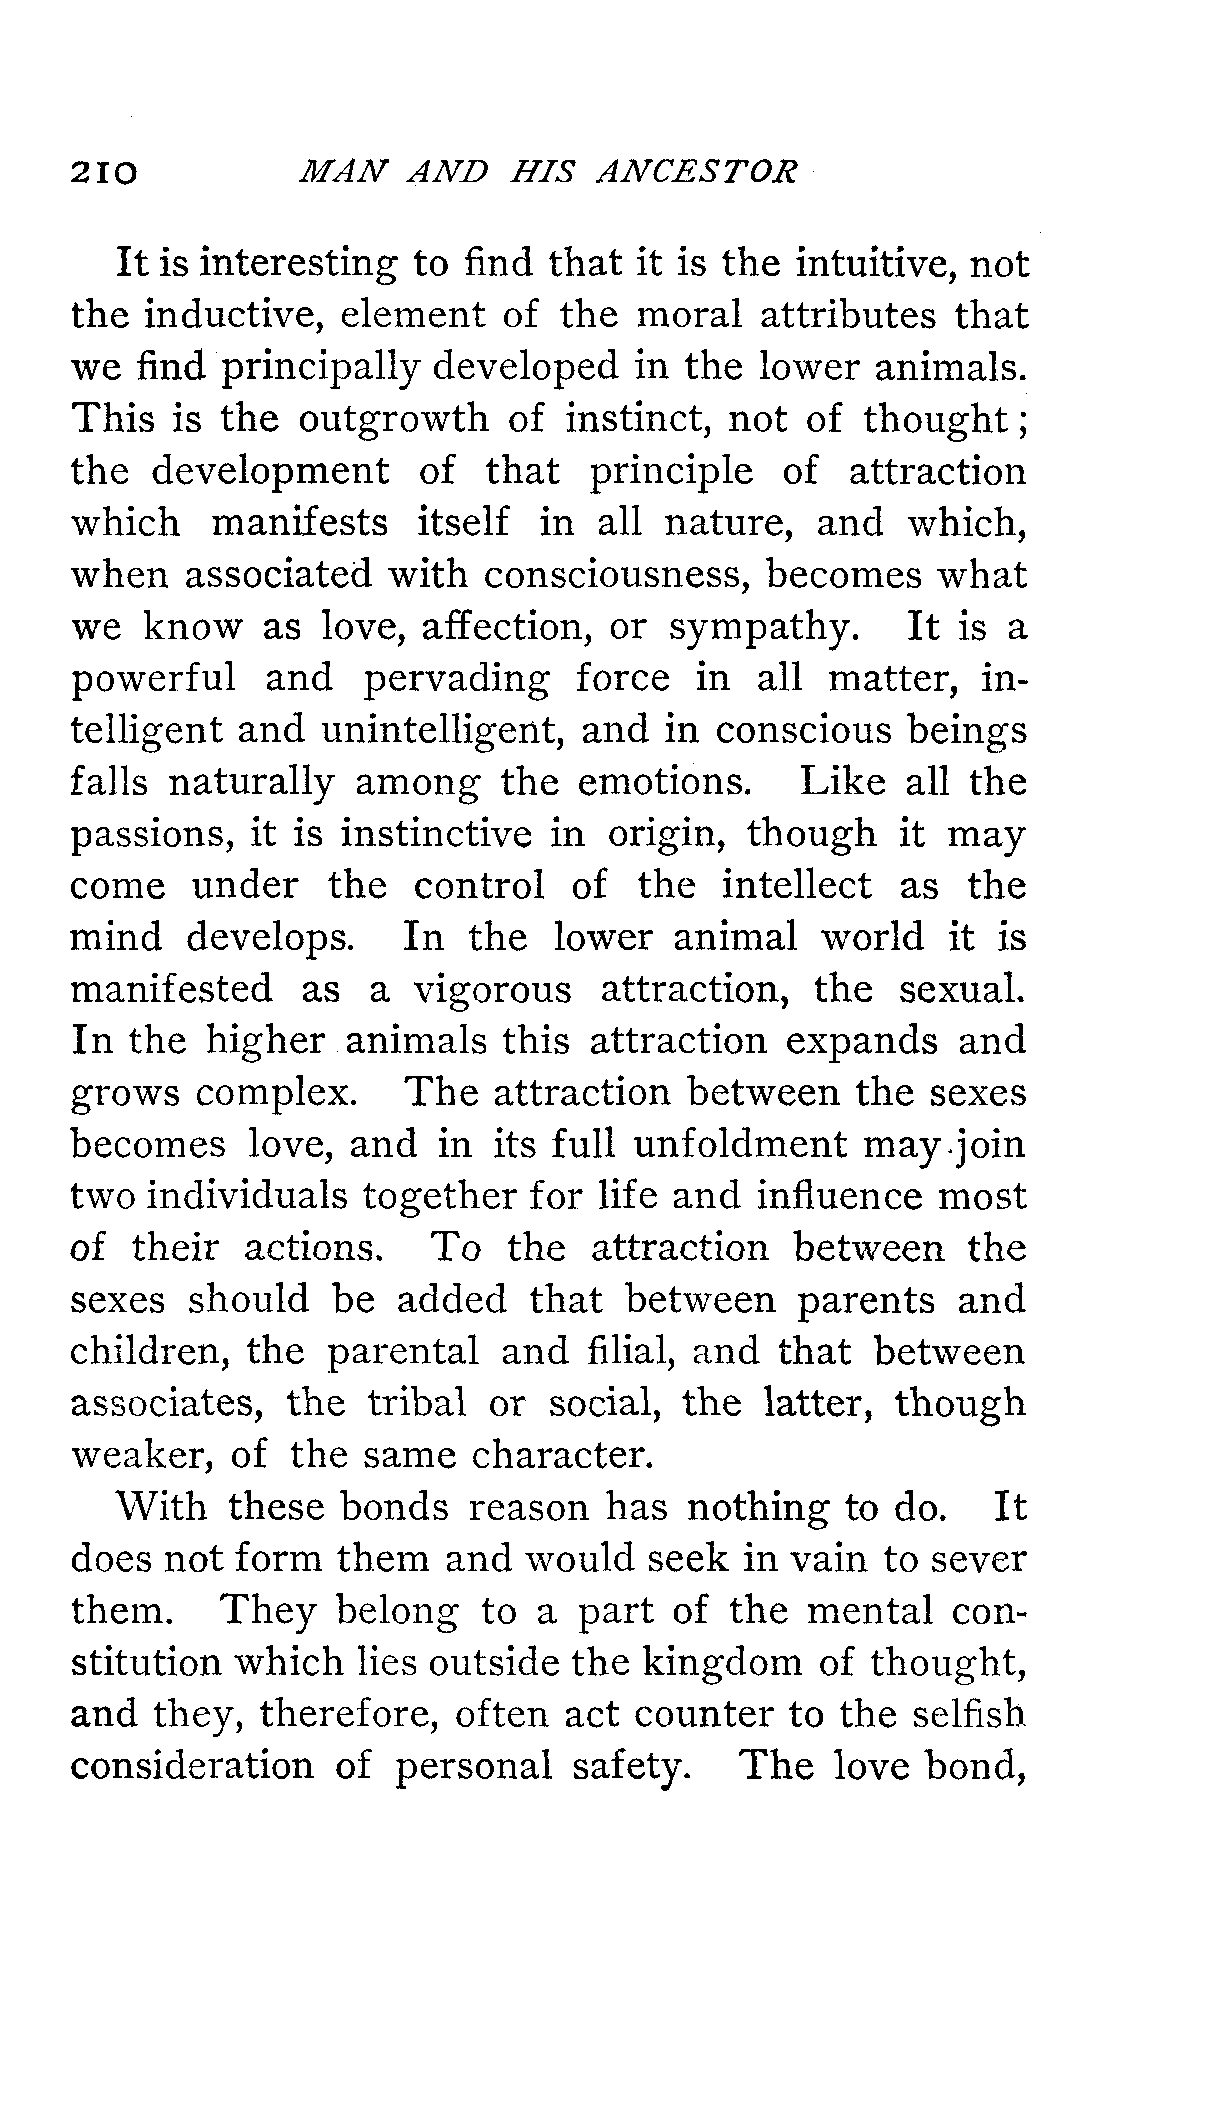 210 MAN AND HIS ANCESTOR
It is interesting to find that it is the intuitive, not
the inductive, element of the moral attributes that
we find principally developed in the lower animals.
This is the outgrowth of instinct, not of thought;
the development of that principle of attraction
which manifests itself in all nature, and which,
when associated with consciousness, becomes what
we know as love, affection, or sympathy. It is a
powerful and pervading force in all matter, in-
telligent and unintelligent, and in conscious beings
falls naturally among the emotions. Like all the
passions, it is instinctive in origin, though it may
come under the control of the intellect as the
mind develops. In the lower animal world it is
manifested as a vigorous attraction, the sexual.
In the higher animals this attraction expands and
grows complex. The attraction between the sexes
becomes love, and in its full unfoldment may join
two individuals together for life and influence most
of their actions. To the attraction between the
sexes should be added that between parents and
children, the parental and filial, and that between
associates, the tribal or social, the latter, though
weaker, of the same character.
With these bonds reason has nothing to do. It
does not form them and would seek in vain to sever
them. They belong to a part of the mental con-
stitution which lies outside the kingdom of thought,
and they, therefore, often act counter to the selfish
consideration of personal safety. The love bond,